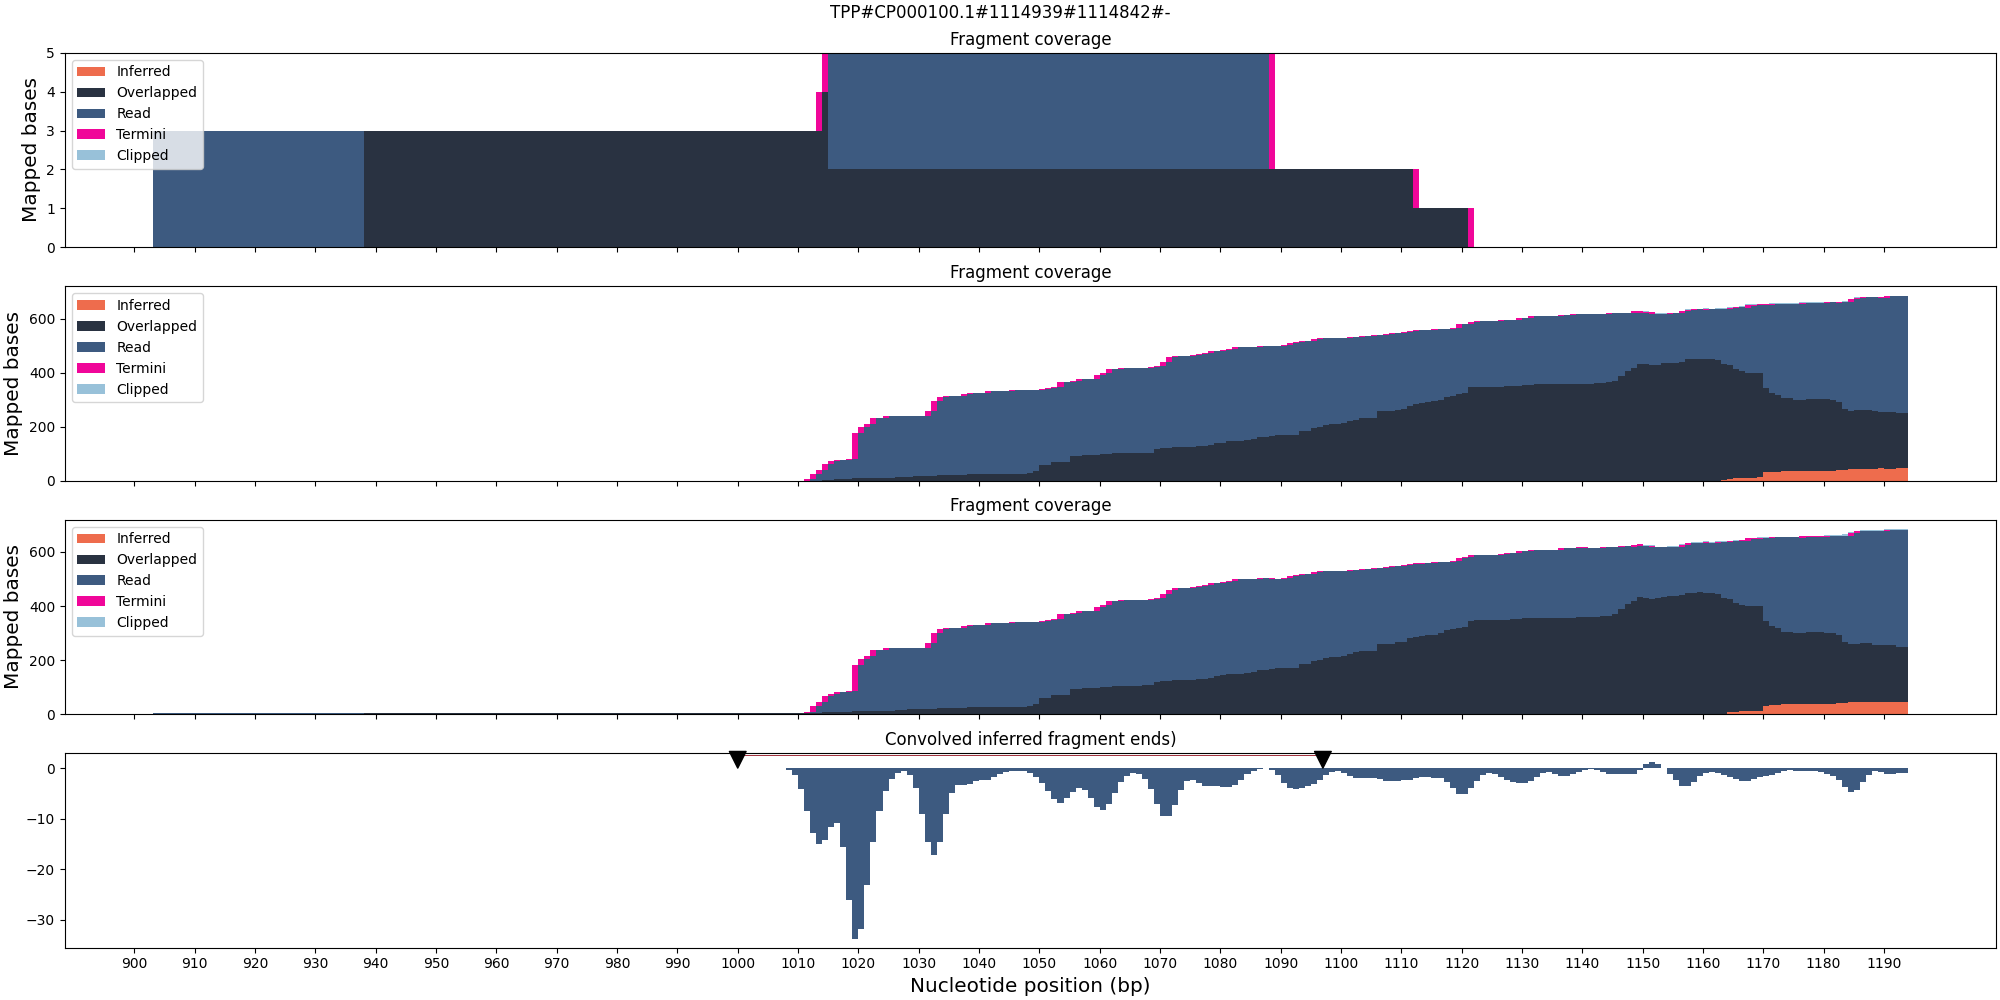 TPP#CP000100.1#1114939#1114842#-
Fragment coverage
Mapped bases
5
4
3
2
1
0
Inferred
Overlapped
Read
Termini
Clipped
Fragment coverage
Mapped bases
600
400
200
0
Inferred
Overlapped
Read
Termini
Clipped
Fragment coverage
Mapped bases
600
400
200
0
Inferred
Overlapped
Read
Termini
Clipped
Convolved inferred fragment ends)
0
−10
−20
−30
900 910 920 930 940 950 960 970 980 990 1000 1010 1020 1030 1040 1050 1060 1070 1080 1090 1100 1110 1120 1130 1140 1150 1160 1170 1180 1190
Nucleotide position (bp)